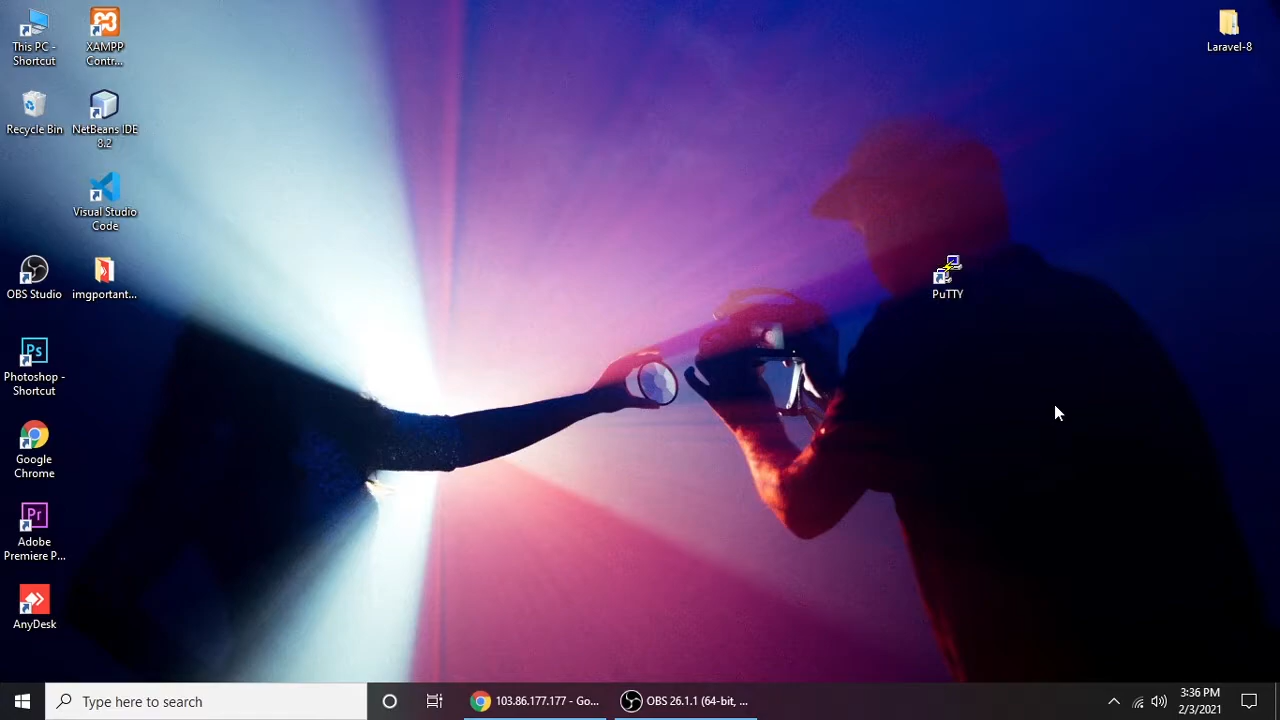 This PC -
Shortcut
XAMPP
Contr...
Laravel-8
Recycle Bin
NetBeans IDE
8.2
Visual Studio
Code
OBS Studio
imgportant...
PuTTY
Ps
Photoshop -
Shortcut
Google
Chrome
Pr
Adobe
Premiere P...
AnyDesk
Type here to search
103.86.177.177 - Go...
OBS 26.1.1 (64-bit, ...
3:36 PM
2/3/2021